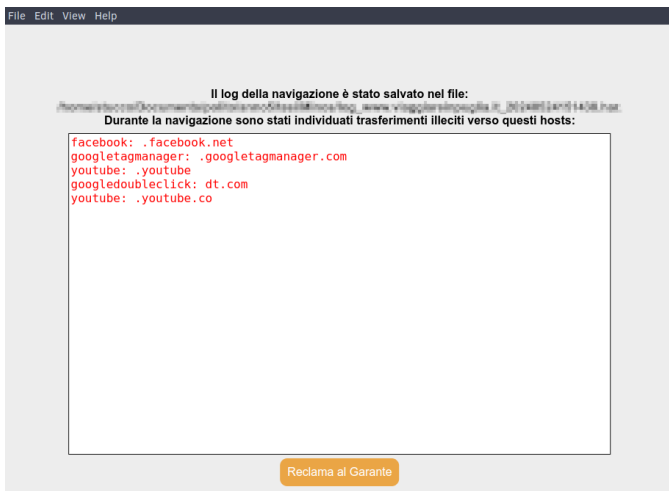 File Edit View Help
Il log della navigazione è stato salvato nel file:
Durante la navigazione sono stati individuati trasferimenti illeciti verso questi hosts:
facebook: .facebook.net
googletagmanager: .googletagmanager.com
youtube: .youtube
googledoubleclick: dt.com
youtube: .youtube.co
Reclama al Garante